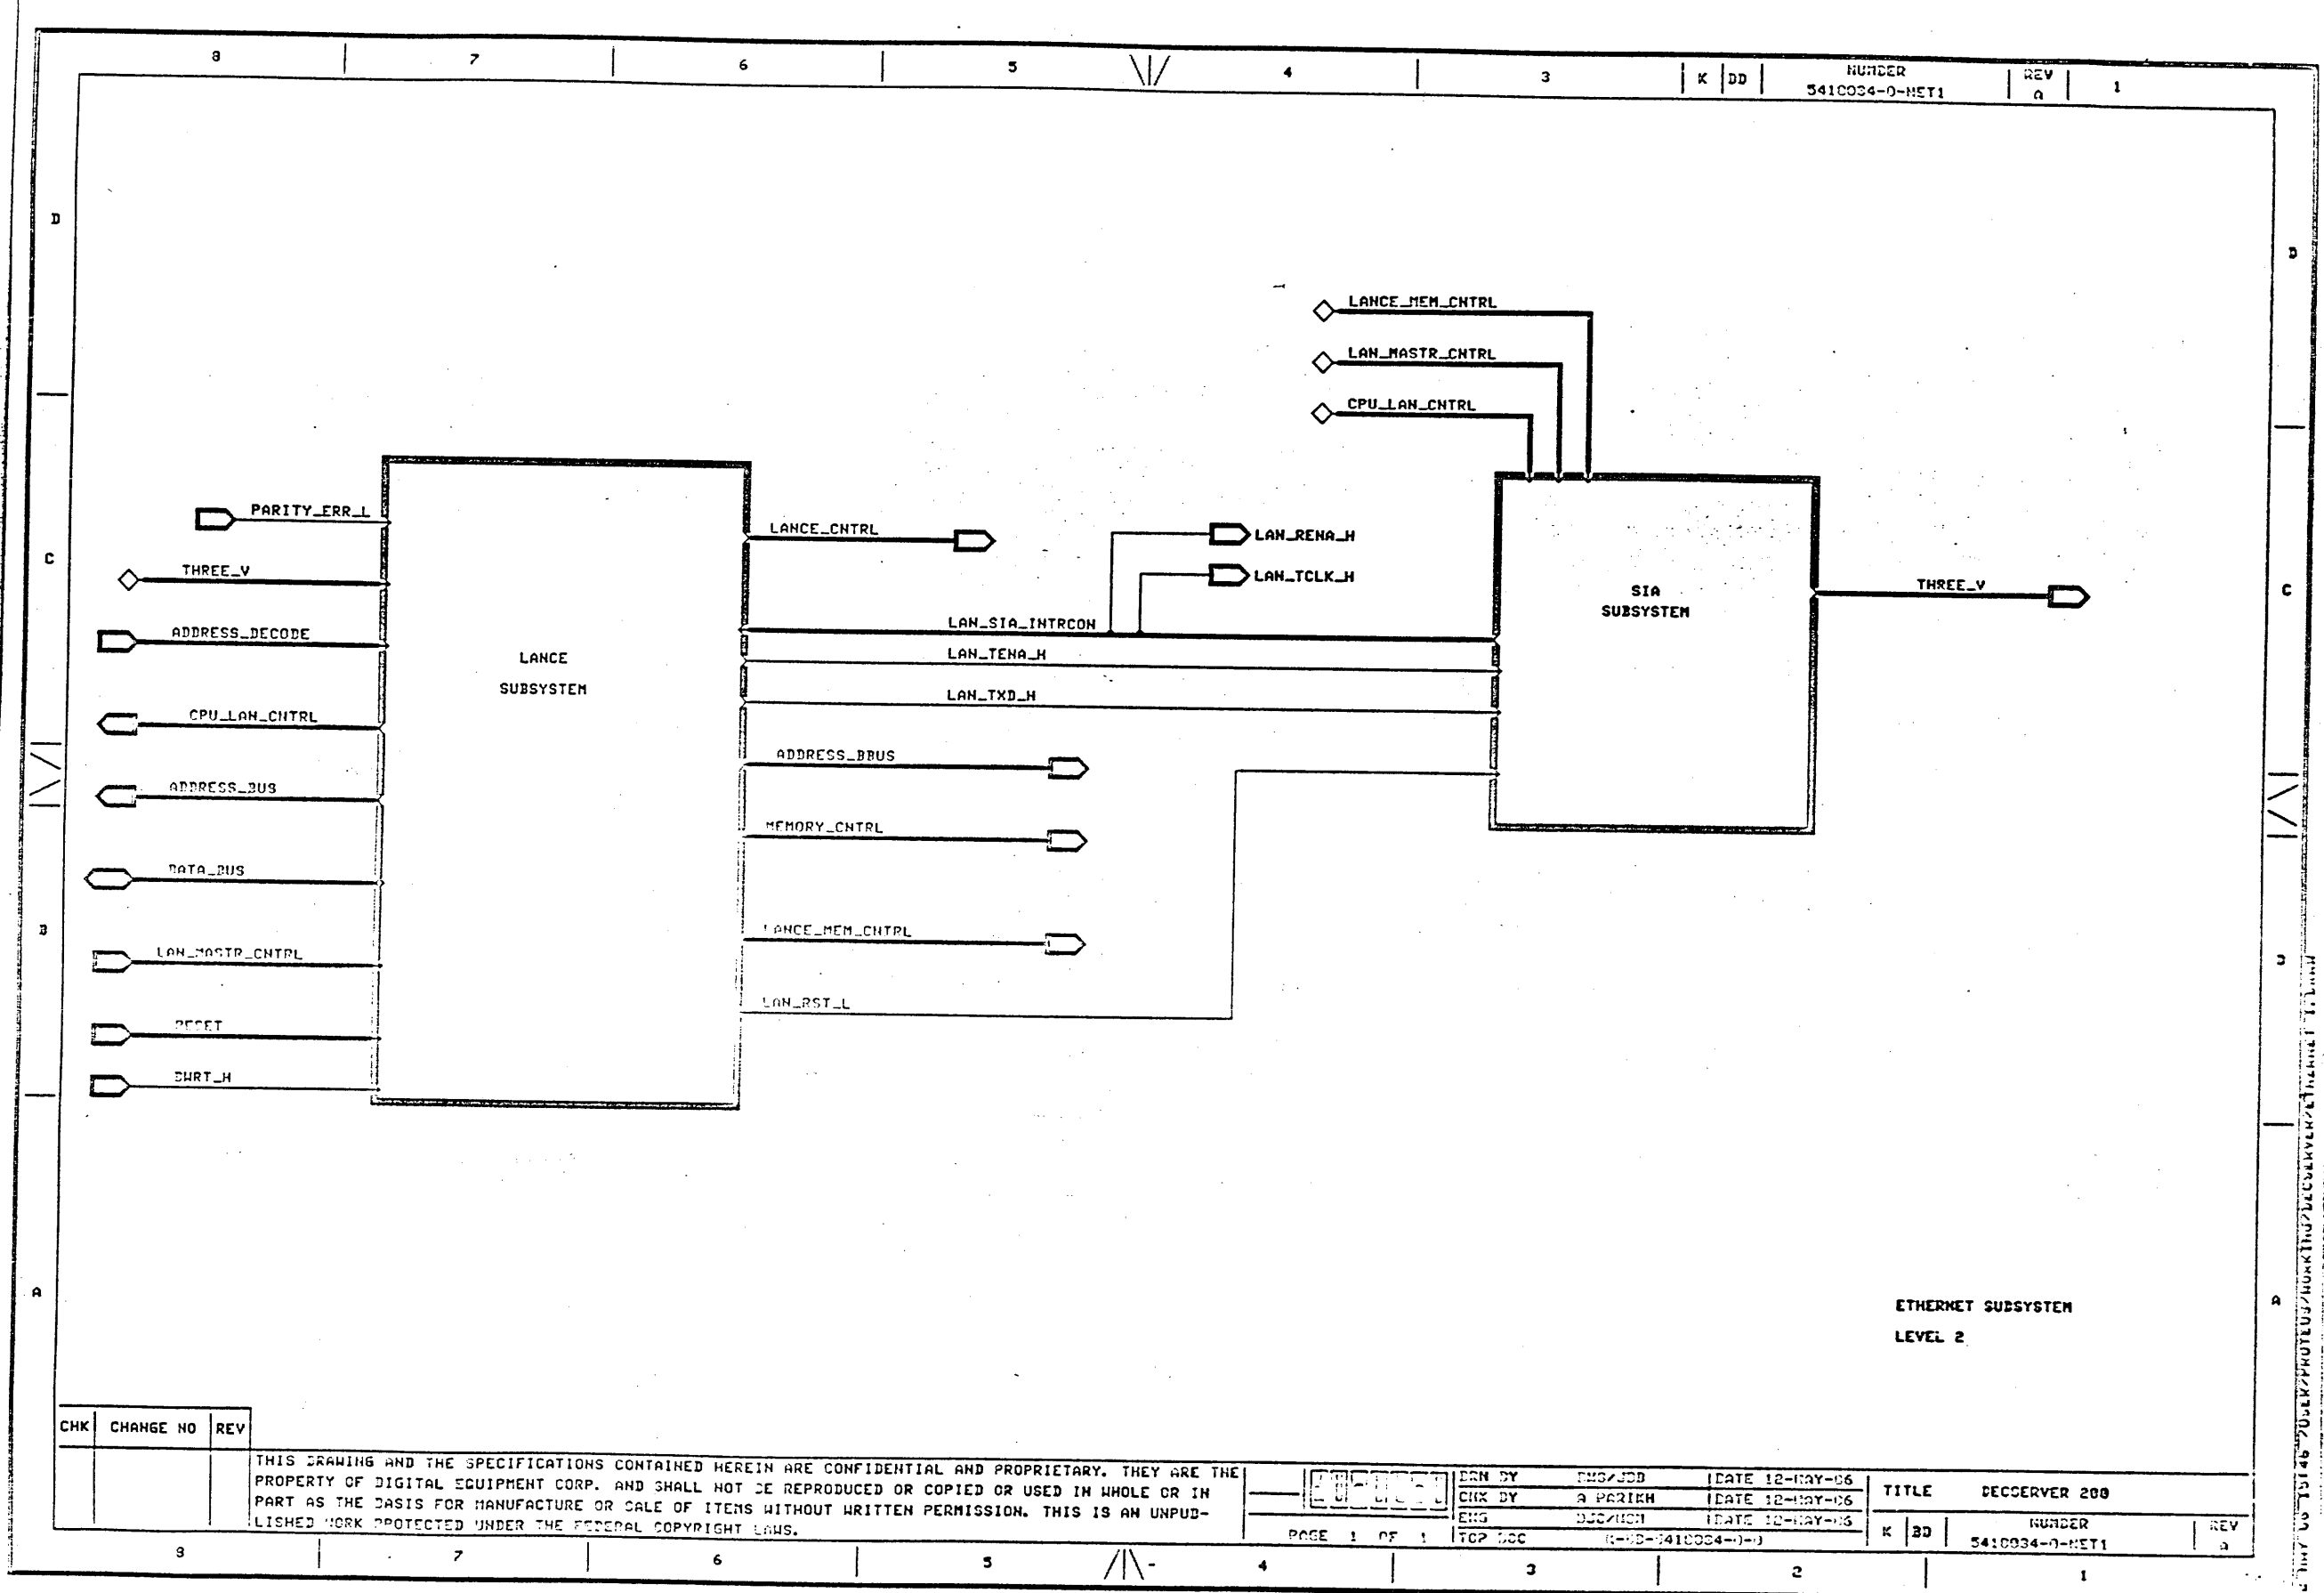 8 7 6 5 4 3 K DD NUMBER REV 1
5418034-0-NET1 A
D D
LANCE_MEM_CNTRL
LAN_MASTR_CNTRL
CPU_LAN_CNTRL
PARITY_ERR_L
LANCE_CNTRL
LAN_RENA_H
C
THREE_V
LAN_TCLK_H
SIA
SUBSYSTEM
THREE_V
C
ADDRESS_DECODE
LAN_SIA_INTRCON
LANCE
SUBSYSTEM
LAN_TENA_H
LAN_TXD_H
CPU_LAN_CNTRL
ADDRESS_BBUS
ADDRESS_BUS
MEMORY_CNTRL
DATA_BUS
B
LANCE_MEM_CNTRL
LAN_MASTR_CNTRL
B
LAN_RST_L
RESET
BWRT_H
A A
ETHERNET SUBSYSTEM
LEVEL 2
CHK CHANGE NO REV
THIS DRAWING AND THE SPECIFICATIONS CONTAINED HEREIN ARE CONFIDENTIAL AND PROPRIETARY. THEY ARE THE
PROPERTY OF DIGITAL EQUIPMENT CORP. AND SHALL NOT BE REPRODUCED OR COPIED OR USED IN WHOLE OR IN
PART AS THE BASIS FOR MANUFACTURE OR SALE OF ITEMS WITHOUT WRITTEN PERMISSION. THIS IS AN UNPUB-
LISHED WORK PROTECTED UNDER THE FEDERAL COPYRIGHT LAWS.
digital
PAGE 1 OF 1
DRN BY DATE 12-MAY-86
CHK BY A PARIKH DATE 12-MAY-86
ENG DATE 12-MAY-86
TOP DOC
TITLE DECSERVER 200
K DD NUMBER REV
5418034-0-NET1 A
8 7 6 5 4 3 2 1